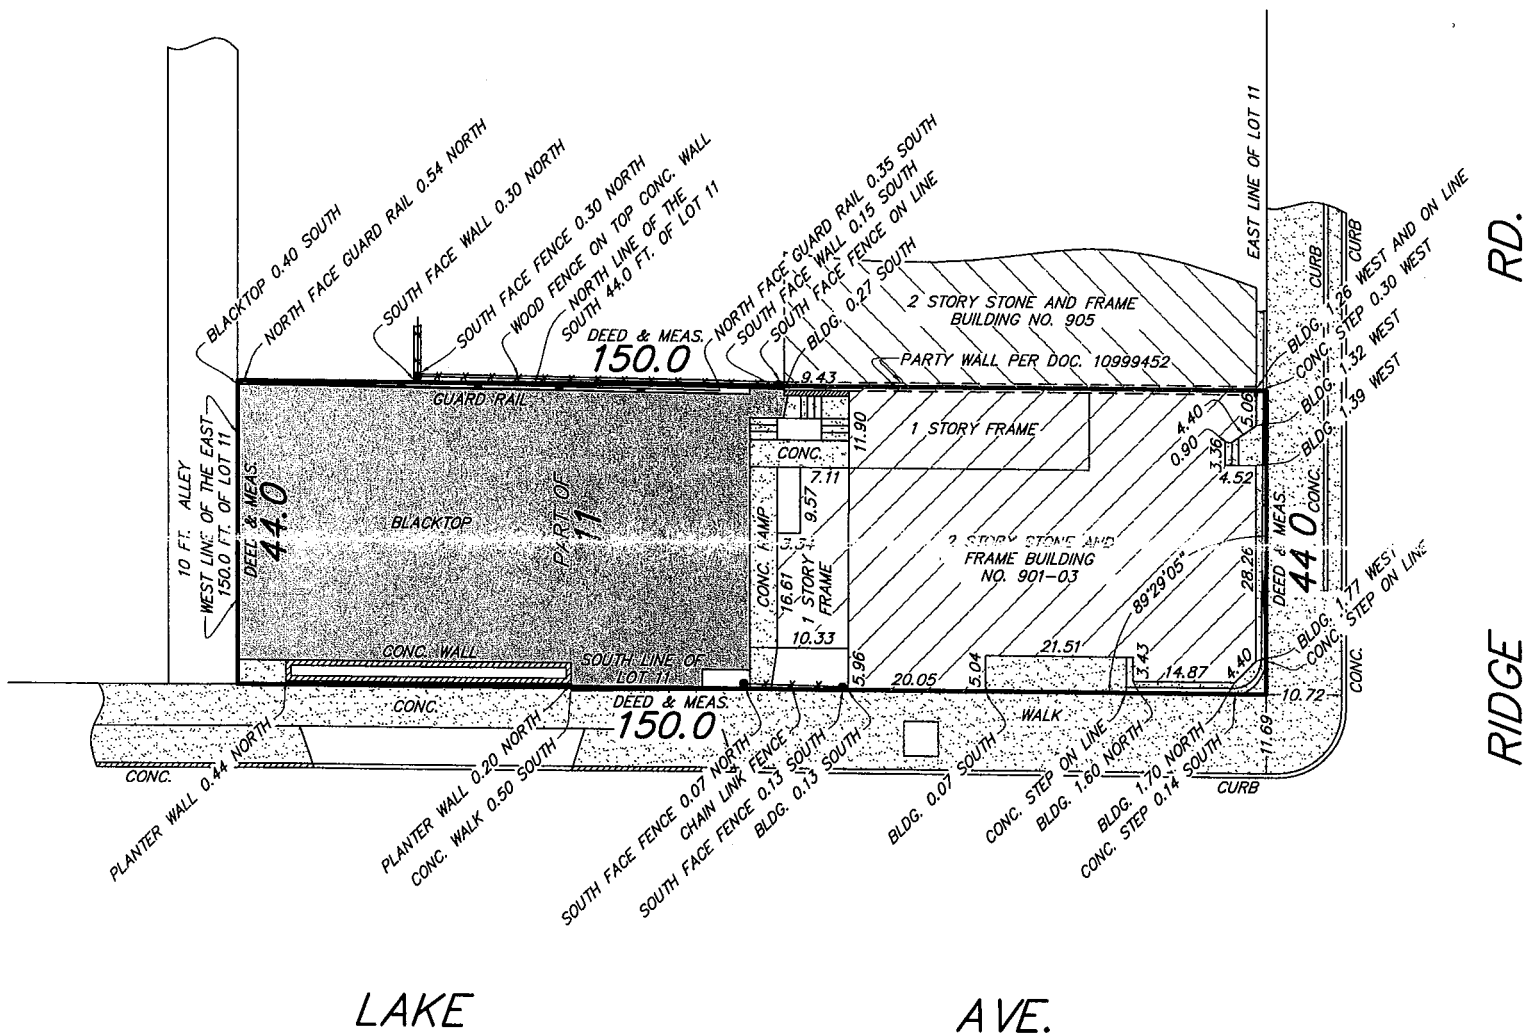 BLACKTOP 0.40 SOUTH
NORTH FACE GUARD RAIL 0.54 NORTH
SOUTH FACE WALL 0.30 NORTH
SOUTH FACE FENCE 0.30 NORTH
WOOD FENCE ON TOP CONC. WALL
NORTH LINE OF THE
SOUTH 44.0 FT. OF LOT 11
DEED & MEAS.
150.0
NORTH FACE GUARD RAIL 0.35 SOUTH
SOUTH FACE WALL 0.15 SOUTH
SOUTH FACE FENCE ON LINE
BLDG. 0.27 SOUTH
2 STORY STONE AND FRAME
BUILDING NO. 905
PARTY WALL PER DOC. 10999452
EAST LINE OF LOT 11
CURB
CURB
RD.
BLDG. 1.26 WEST AND ON LINE
CONC. STEP 0.30 WEST
BLDG. 1.32 WEST
BLDG. 1.39 WEST
9.43
GUARD RAIL
11.90
1 STORY FRAME
4.40
5.06
0.90
3.36
4.52
CONC.
7.11
9.57
10 FT. ALLEY
WEST LINE OF THE EAST
150.0 FT. OF LOT 11
DEED & MEAS.
44.0
BLACKTOP
PART OF
11
CONC. RAMP
3.34
16.61
1 STORY
FRAME
10.33
2 STORY STONE AND
FRAME BUILDING
NO. 901-03
89°29'05"
28.26
DEED & MEAS.
44.0
CONC.
BLDG. 1.77 WEST
CONC. STEP ON LINE
CONC.
CONC. WALL
SOUTH LINE OF
LOT 11
5.96
20.05
5.04
21.51
3.43
14.87
4.40
10.72
11.69
DEED & MEAS.
150.0
CONC.
WALK
CONC.
CURB
PLANTER WALL 0.44 NORTH
PLANTER WALL 0.20 NORTH
CONC. WALK 0.50 SOUTH
SOUTH FACE FENCE 0.07 NORTH
CHAIN LINK FENCE
SOUTH FACE FENCE 0.13 SOUTH
BLDG. 0.13 SOUTH
BLDG. 0.07 SOUTH
CONC. STEP ON LINE
BLDG. 1.60 NORTH
BLDG. 1.70 NORTH
CONC. STEP 0.14 SOUTH
RIDGE
LAKE AVE.